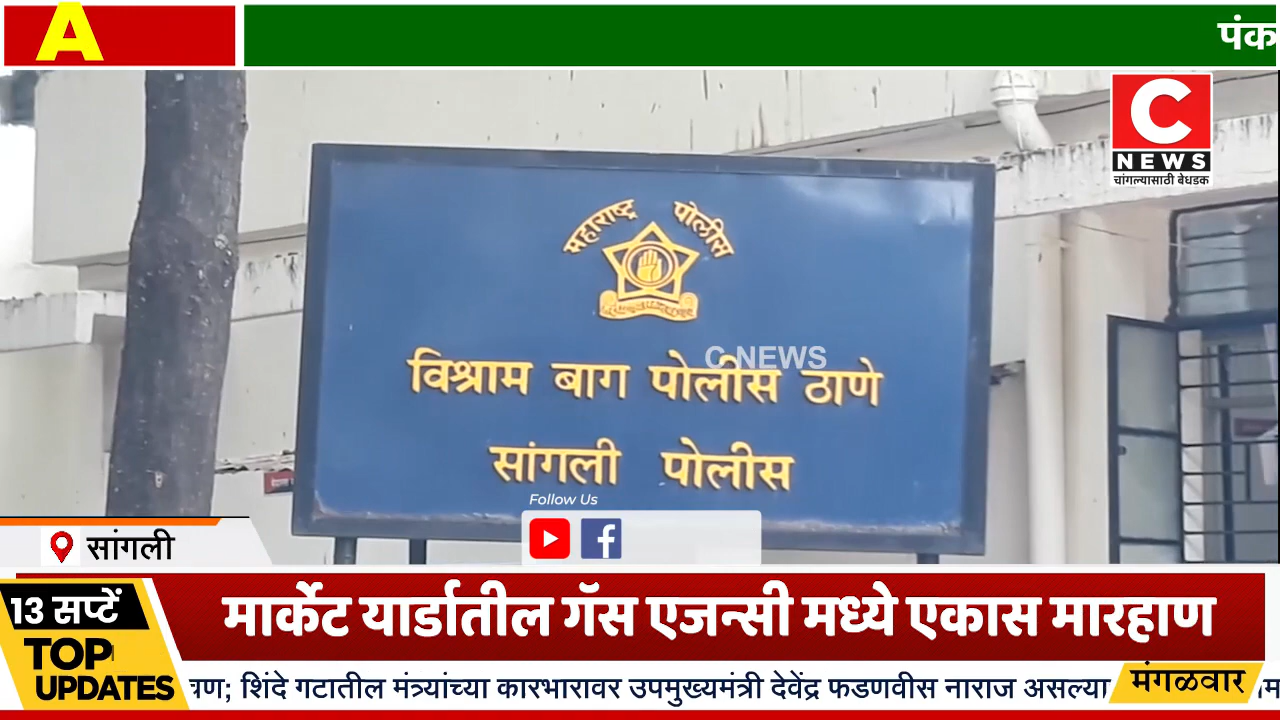 A
पंक
C
NEWS
चांगल्यासाठी बेधडक
महाराष्ट्र पोलीस
C NEWS
विश्राम बाग पोलीस ठाणे
सांगली पोलीस
Follow Us
सांगली
13 सप्टें
मार्केट यार्डातील गॅस एजन्सी मध्ये एकास मारहाण
TOP
UPDATES
वण; शिंदे गटातील मंत्र्यांच्या कारभारावर उपमुख्यमंत्री देवेंद्र फडणवीस नाराज असल्या
मंगळवार